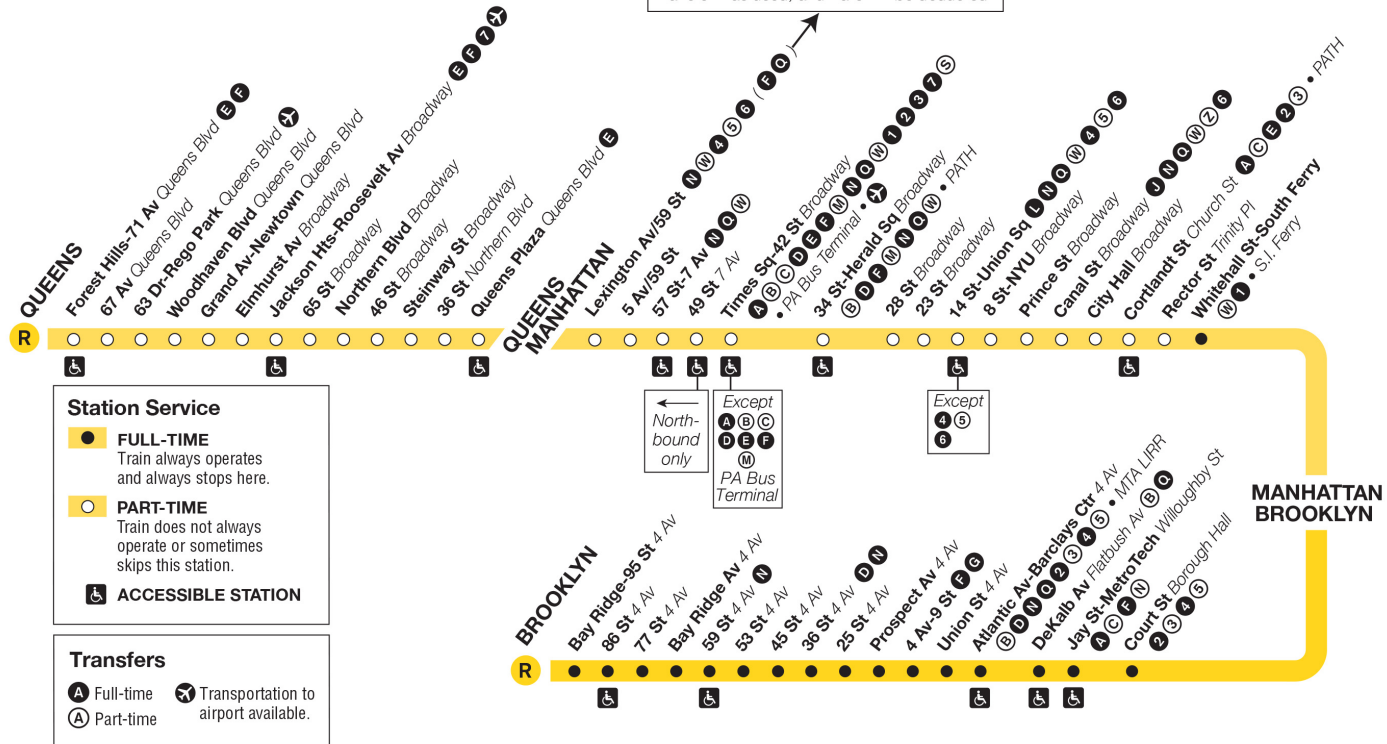 QUEENS
R
Forest Hills-71 Av Queens Blvd E F
67 Av Queens Blvd
63 Dr-Rego Park Queens Blvd
Woodhaven Blvd Queens Blvd
Grand Av-Newtown Queens Blvd
Elmhurst Av Broadway
Jackson Hts-Roosevelt Av Broadway E F 7
65 St Broadway
Northern Blvd Broadway
46 St Broadway
Steinway St Broadway
36 St Northern Blvd
Queens Plaza Queens Blvd E
QUEENS
MANHATTAN
Lexington Av/59 St N W 4 5 6 (F Q)
5 Av/59 St
57 St-7 Av N Q W
49 St 7 Av
Times Sq-42 St Broadway
A B C D E F M N Q W 1 2 3 7 S
• PA Bus Terminal •
34 St-Herald Sq Broadway
B D F M N Q W • PATH
28 St Broadway
23 St Broadway
14 St-Union Sq L N Q W 4 5 6
8 St-NYU Broadway
Prince St Broadway
Canal St Broadway J N Q W Z 6
City Hall Broadway
Cortlandt St Church St A C E 2 3 • PATH
Rector St Trinity Pl
Whitehall St-South Ferry
W 1 • S.I. Ferry
North-
bound
only
Except
A B C
D E F
M
PA Bus
Terminal
Except
4 5
6
Station Service
FULL-TIME
Train always operates
and always stops here.
PART-TIME
Train does not always
operate or sometimes
skips this station.
ACCESSIBLE STATION
Transfers
A Full-time
A Part-time
Transportation to
airport available.
MANHATTAN
BROOKLYN
BROOKLYN
R
Bay Ridge-95 St 4 Av
86 St 4 Av
77 St 4 Av
Bay Ridge Av 4 Av
59 St 4 Av N
53 St 4 Av
45 St 4 Av
36 St 4 Av D N
25 St 4 Av
Prospect Av 4 Av
4 Av-9 St F G
Union St 4 Av
Atlantic Av-Barclays Ctr 4 Av
B D N Q 2 3 4 5 • MTA LIRR
DeKalb Av Flatbush Av B Q
Jay St-MetroTech Willoughby St
A C F N
Court St Borough Hall
2 3 4 5